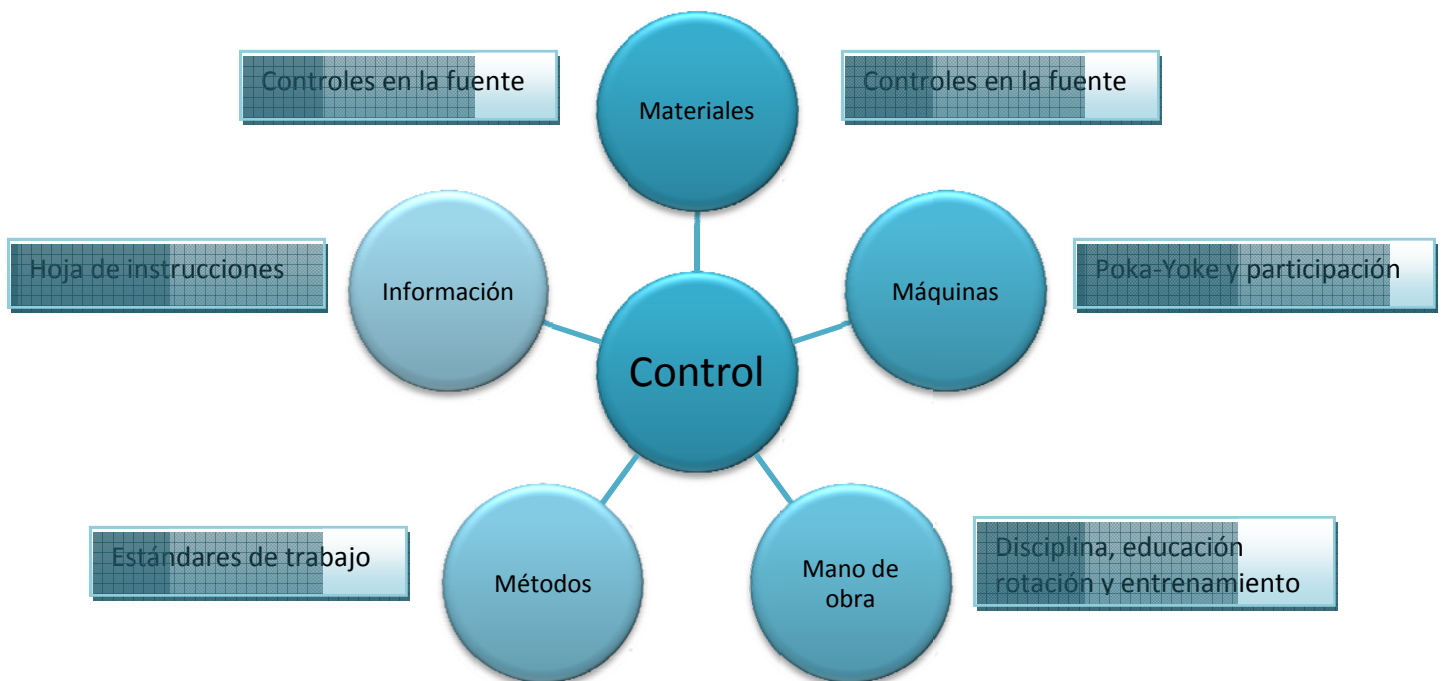 Controles en la fuente
Materiales
Controles en la fuente
Hoja de instrucciones
Información
Máquinas
Poka-Yoke y participación
Control
Estándares de trabajo
Métodos
Mano de
obra
Disciplina, educación
rotación y entrenamiento